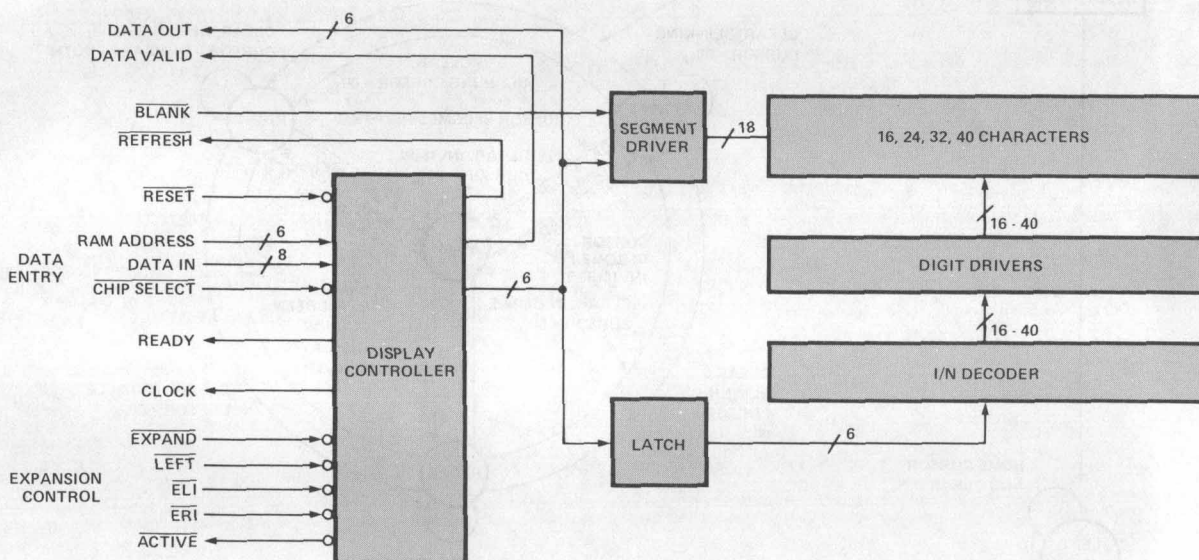 DATA OUT
6
DATA VALID
BLANK
REFRESH
RESET
RAM ADDRESS
6
DATA ENTRY
DATA IN
8
CHIP SELECT
READY
CLOCK
EXPAND
LEFT
EXPANSION CONTROL
ELI
ERI
ACTIVE
DISPLAY CONTROLLER
6
SEGMENT DRIVER
18
16, 24, 32, 40 CHARACTERS
16 - 40
DIGIT DRIVERS
16 - 40
I/N DECODER
LATCH
6